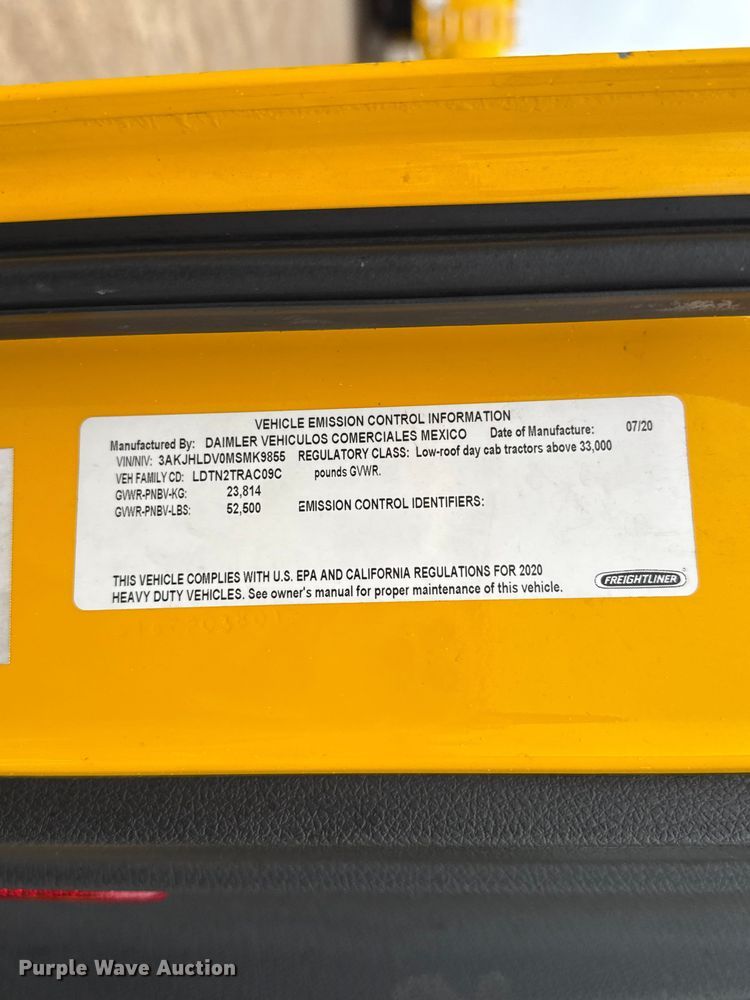 VEHICLE EMISSION CONTROL INFORMATION
Manufactured By: DAIMLER VEHICULOS COMERCIALES MEXICO Date of Manufacture: 07/20
VIN/NIV: 3AKJHLDV0MSMK9855 REGULATORY CLASS: Low-roof day cab tractors above 33,000
VEH FAMILY CD: LDTN2TRAC09C pounds GVWR.
GVWR-PNBV-KG: 23,814
GVWR-PNBV-LBS: 52,500 EMISSION CONTROL IDENTIFIERS:
THIS VEHICLE COMPLIES WITH U.S. EPA AND CALIFORNIA REGULATIONS FOR 2020
HEAVY DUTY VEHICLES. See owner's manual for proper maintenance of this vehicle.
FREIGHTLINER
Purple Wave Auction